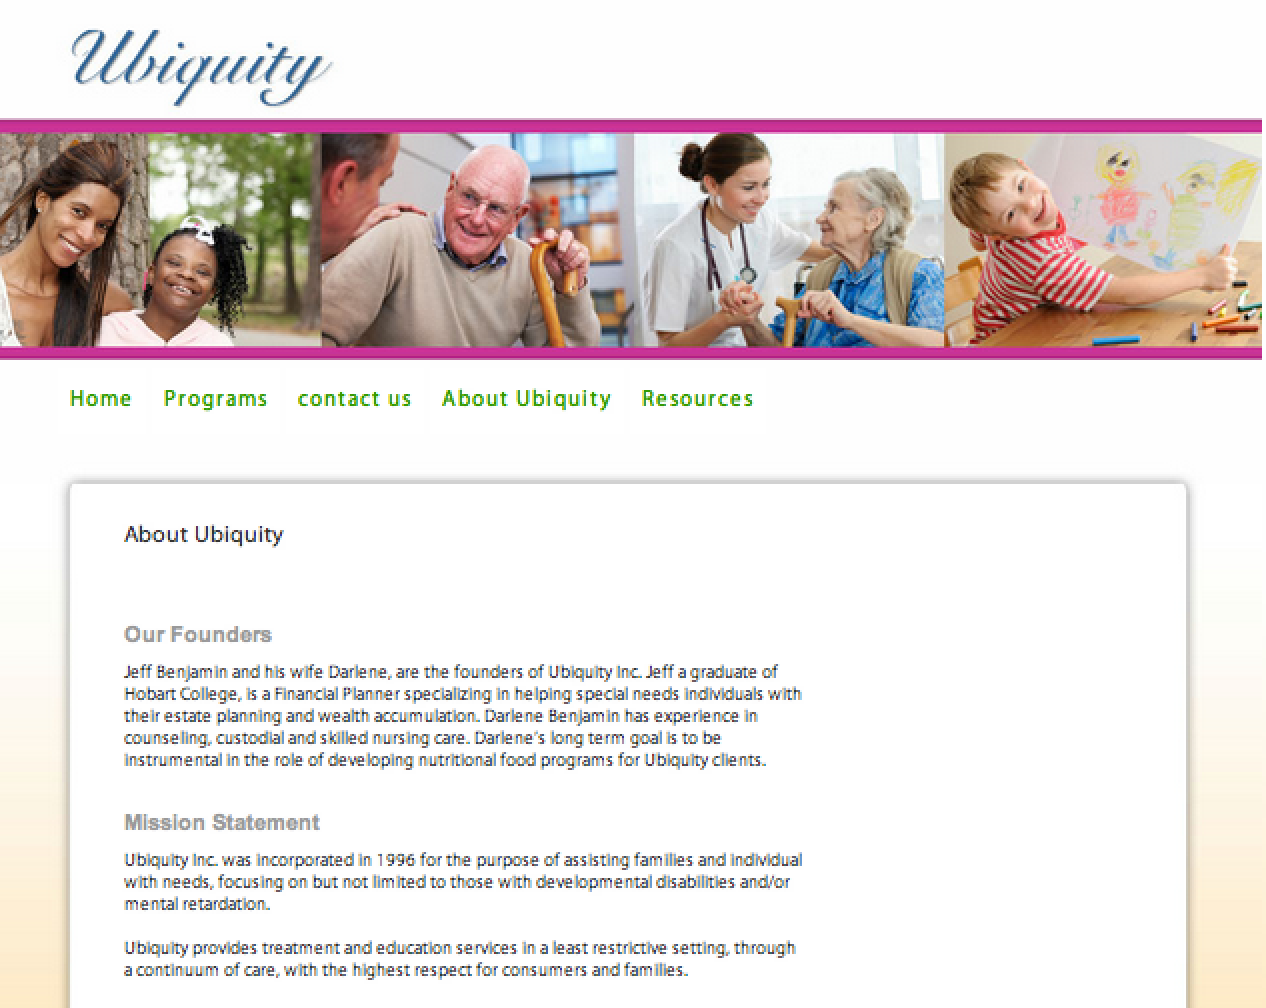 Ubiquity
Home Programs contact us About Ubiquity Resources
About Ubiquity
Our Founders
Jeff Benjamin and his wife Darlene, are the founders of Ubiquity Inc. Jeff a graduate of
Hobart College, is a Financial Planner specializing in helping special needs individuals with
their estate planning and wealth accumulation. Darlene Benjamin has experience in
counseling, custodial and skilled nursing care. Darlene's long term goal is to be
instrumental in the role of developing nutritional food programs for Ubiquity clients.
Mission Statement
Ubiquity Inc. was incorporated in 1996 for the purpose of assisting families and individual
with needs, focusing on but not limited to those with developmental disabilities and/or
mental retardation.
Ubiquity provides treatment and education services in a least restrictive setting, through
a continuum of care, with the highest respect for consumers and families.